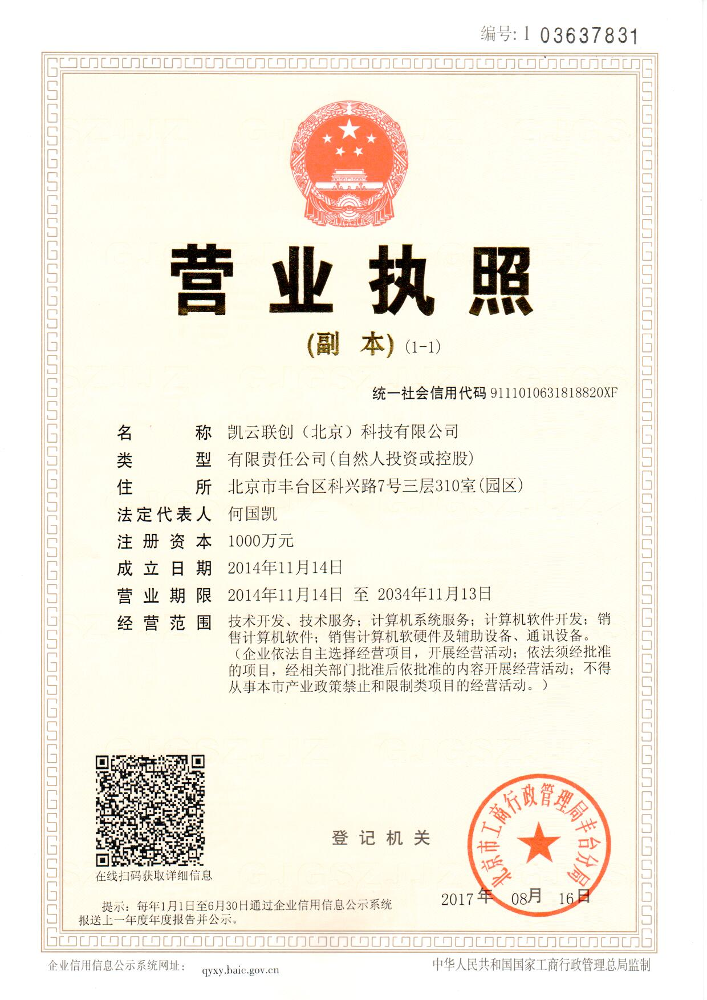 编号: 1 03637831
营业执照
(副 本) (1-1)
统一社会信用代码 9111010631818820XF
名 称 凯云联创（北京）科技有限公司
类 型 有限责任公司(自然人投资或控股)
住 所 北京市丰台区科兴路7号三层310室(园区)
法定代表人 何国凯
注册资本 1000万元
成立日期 2014年11月14日
营业期限 2014年11月14日 至 2034年11月13日
经营范围 技术开发、技术服务；计算机系统服务；计算机软件开发；销
售计算机软件；销售计算机软硬件及辅助设备、通讯设备。
（企业依法自主选择经营项目，开展经营活动；依法须经批准
的项目，经相关部门批准后依批准的内容开展经营活动；不得
从事本市产业政策禁止和限制类项目的经营活动。）
在线扫码获取详细信息
登记机关
北京市工商行政管理局丰台分局
2017 年 08月 16日
提示：每年1月1日至6月30日通过企业信用信息公示系统
报送上一年度年度报告并公示。
企业信用信息公示系统网址： qyxy.baic.gov.cn
中华人民共和国国家工商行政管理总局监制